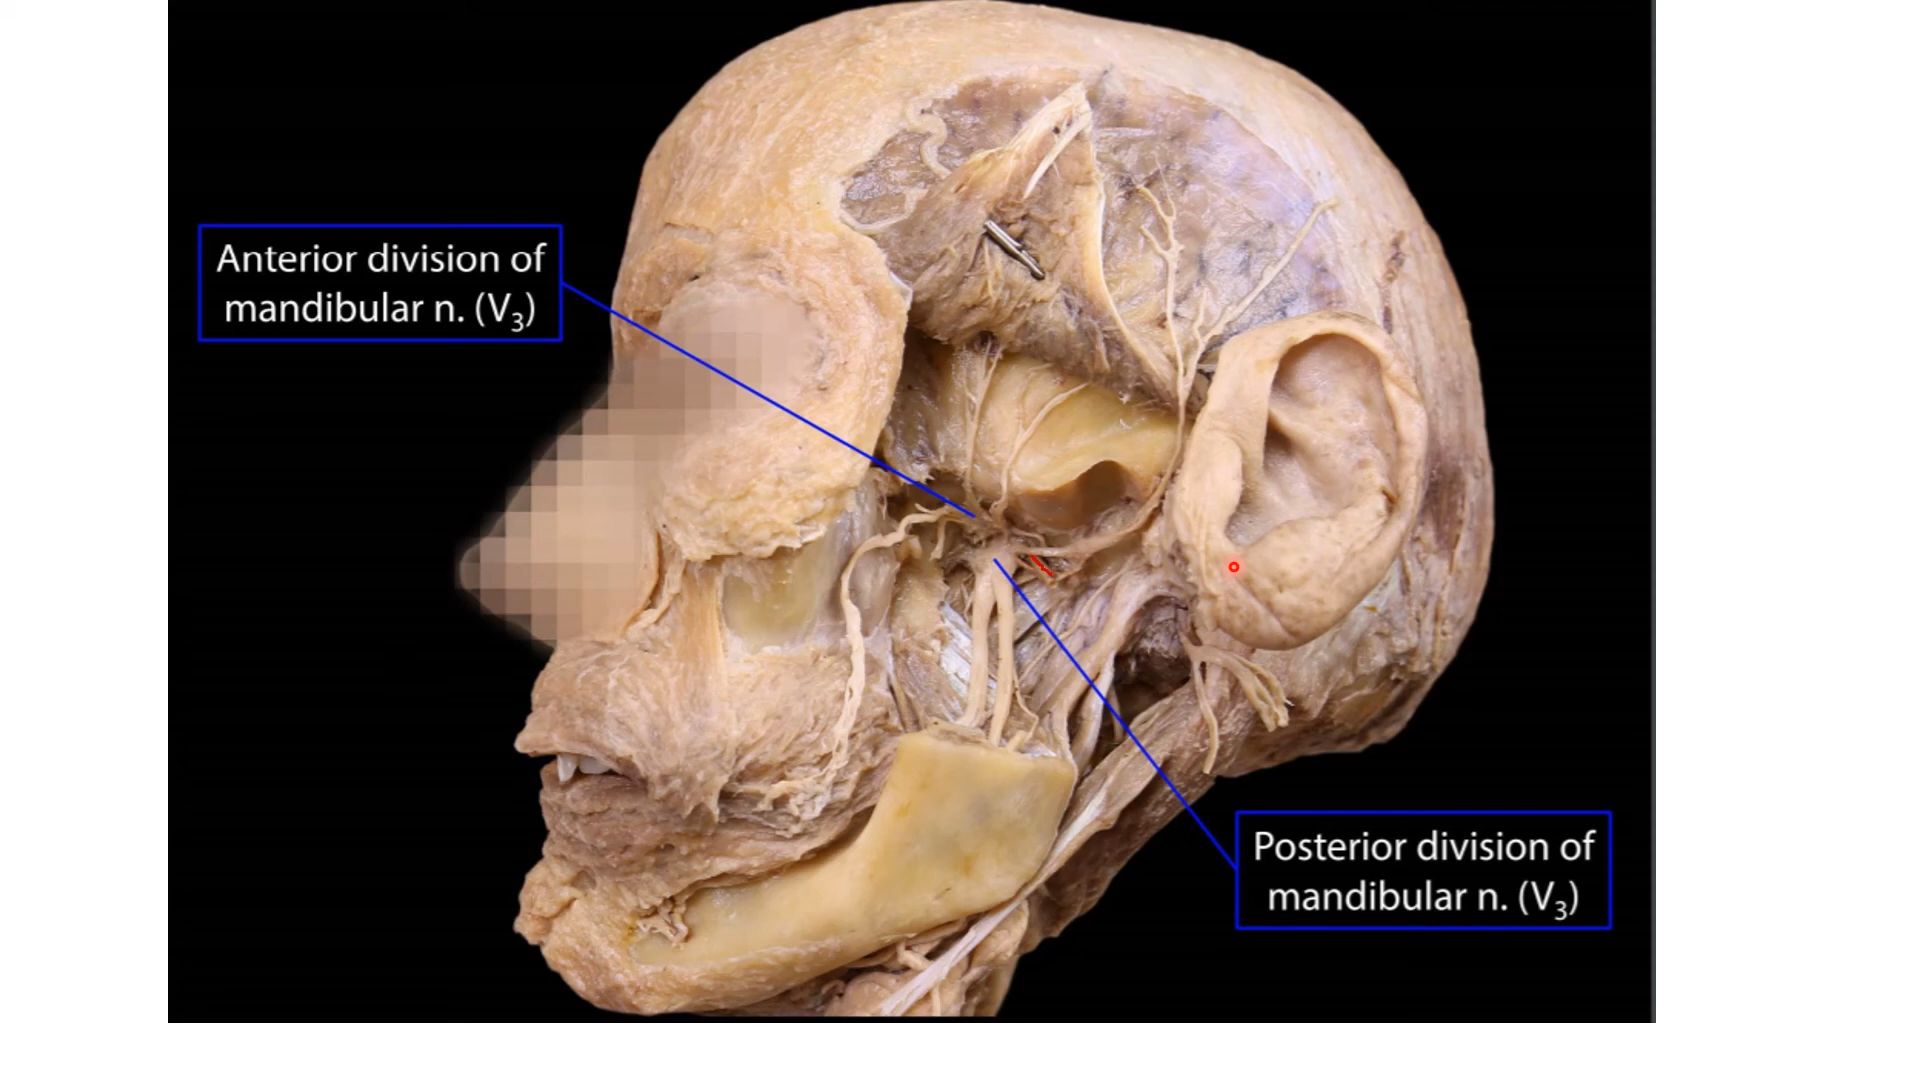 Anterior division of
mandibular n. (V₃)
Posterior division of
mandibular n. (V₃)